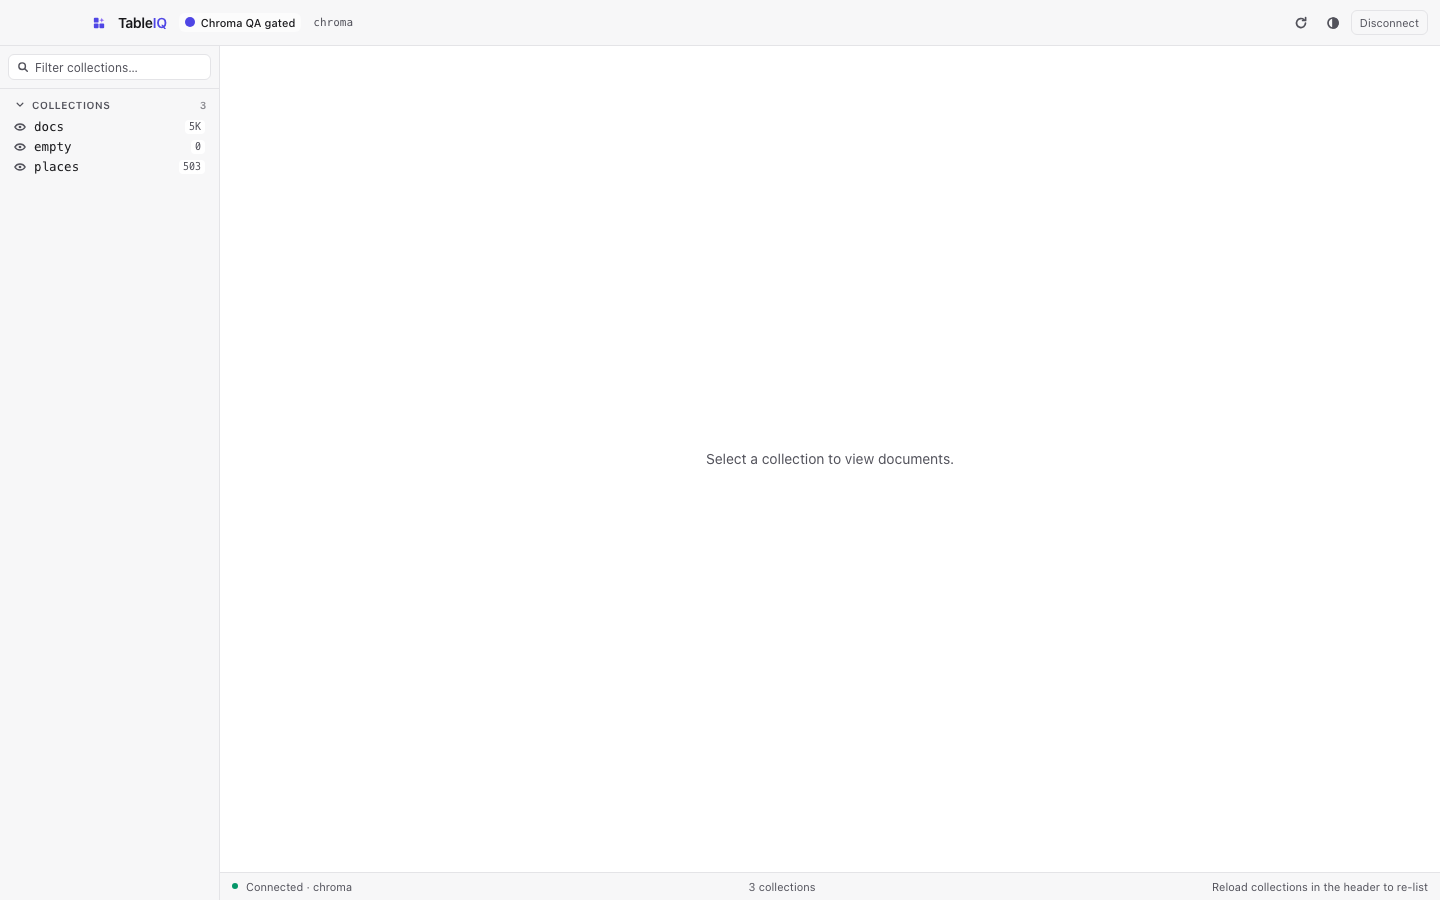 TableIQ Chroma QA gated chroma Disconnect
Filter collections...
COLLECTIONS 3
docs 5K
empty 0
places 503
Select a collection to view documents.
Connected · chroma 3 collections Reload collections in the header to re-list